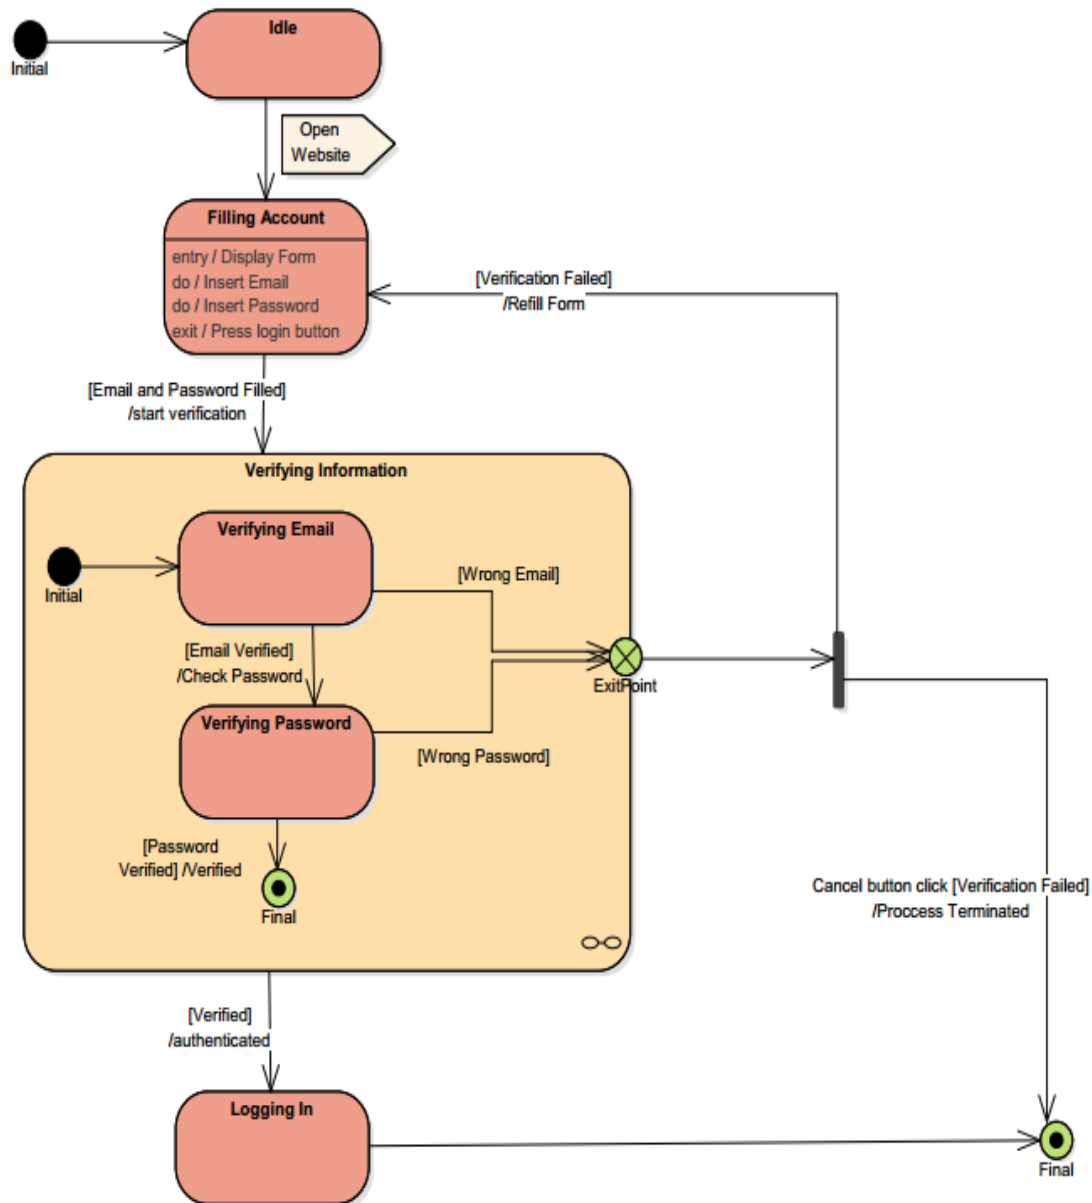 Idle
Initial
Open
Website
Filling Account
entry / Display Form
do / Insert Email
do / Insert Password
exit / Press login button
[Verification Failed]
/Refill Form
[Email and Password Filled]
/start verification
Verifying Information
Verifying Email
Initial
[Wrong Email]
[Email Verified]
/Check Password
ExitPoint
Verifying Password
[Wrong Password]
[Password
Verified] /Verified
Final
Cancel button click [Verification Failed]
/Proccess Terminated
[Verified]
/authenticated
Logging In
Final